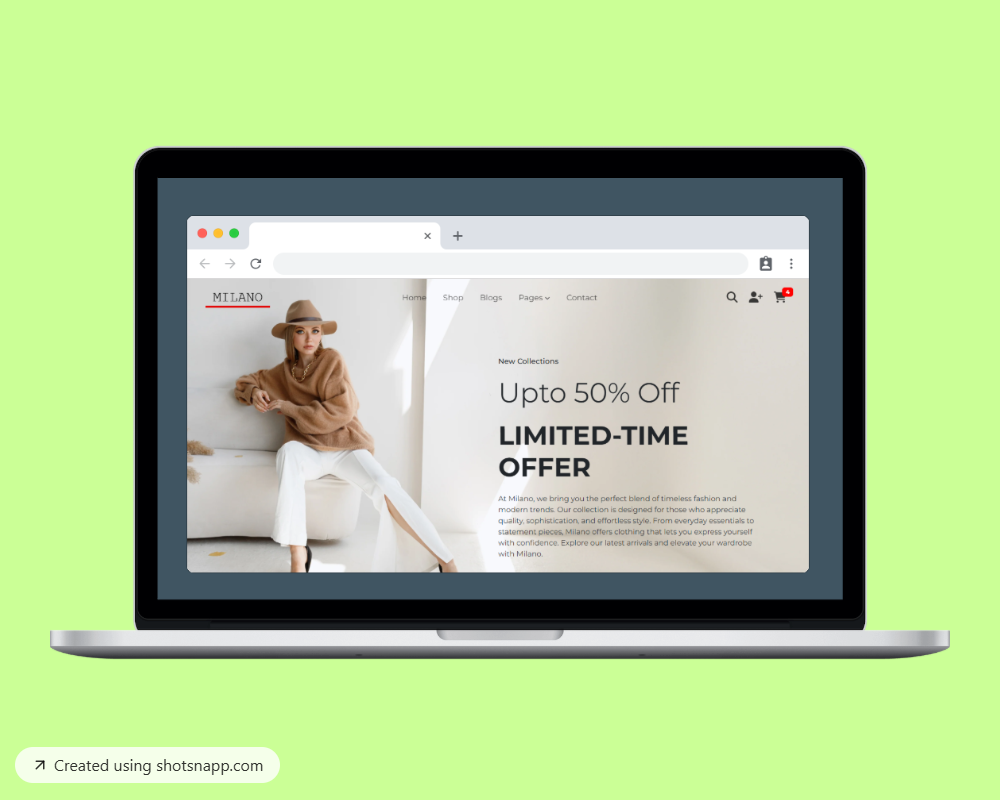 MILANO
Home Shop Blogs Pages Contact
4
New Collections
Upto 50% Off
LIMITED-TIME
OFFER
At Milano, we bring you the perfect blend of timeless fashion and
modern trends. Our collection is designed for those who appreciate
quality, sophistication, and effortless style. From everyday essentials to
statement pieces, Milano offers clothing that lets you express yourself
with confidence. Explore our latest arrivals and elevate your wardrobe
with Milano.
Created using shotsnapp.com